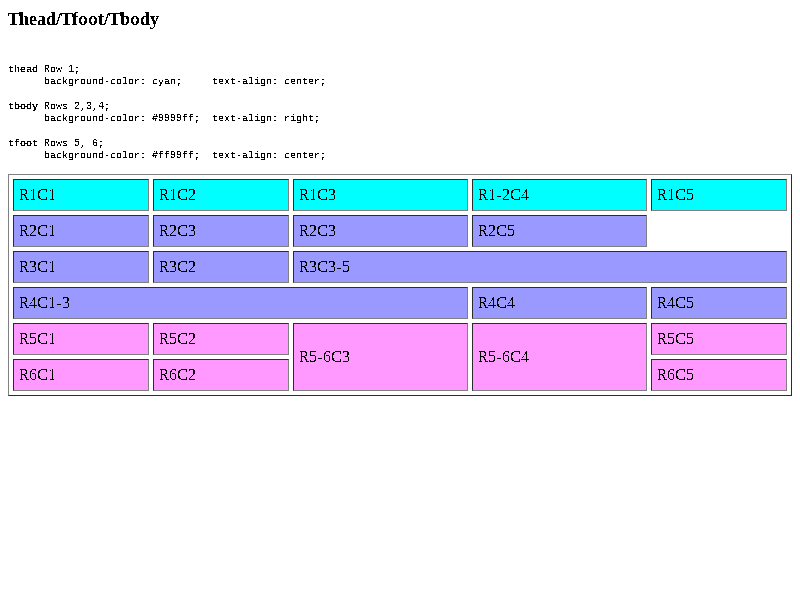 Thead/Tfoot/Tbody
thead Row 1;
background-color: cyan; text-align: center;
tbody Rows 2,3,4;
background-color: #9999ff; text-align: right;
tfoot Rows 5, 6;
background-color: #ff99ff; text-align: center;
R1C1 R1C2 R1C3 R1-2C4 R1C5
R2C1 R2C3 R2C3 R2C5
R3C1 R3C2 R3C3-5
R4C1-3 R4C4 R4C5
R5C1 R5C2 R5-6C3 R5-6C4 R5C5
R6C1 R6C2 R6C5